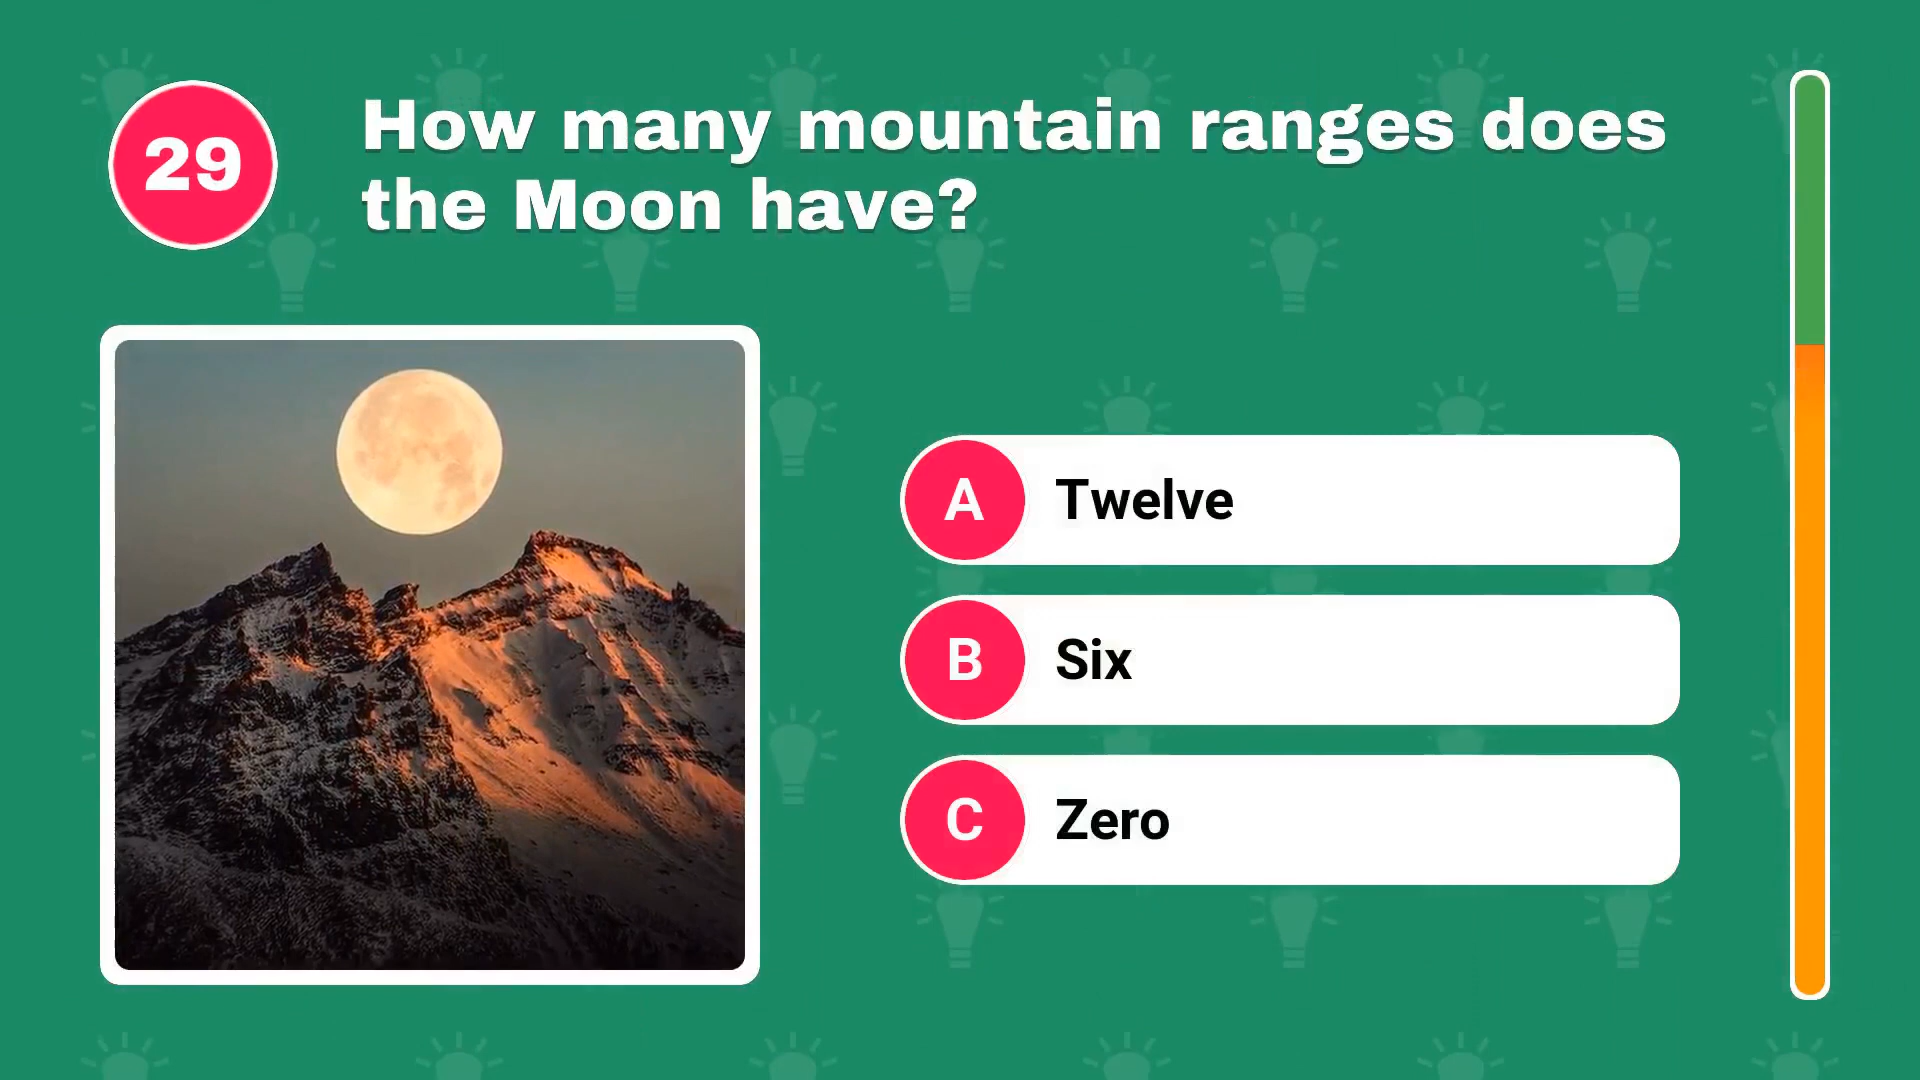 29
How many mountain ranges does
the Moon have?
A Twelve
B Six
C Zero